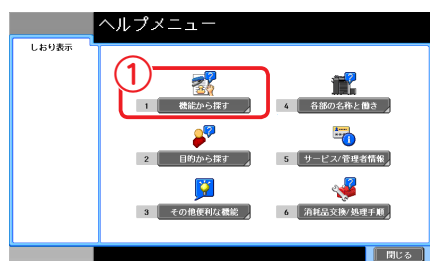 ヘルプメニュー
しおり表示
①
1 機能から探す
4 各部の名称と働き
2 目的から探す
5 サービス/管理者情報
3 その他便利な機能
6 消耗品交換/処理手順
閉じる